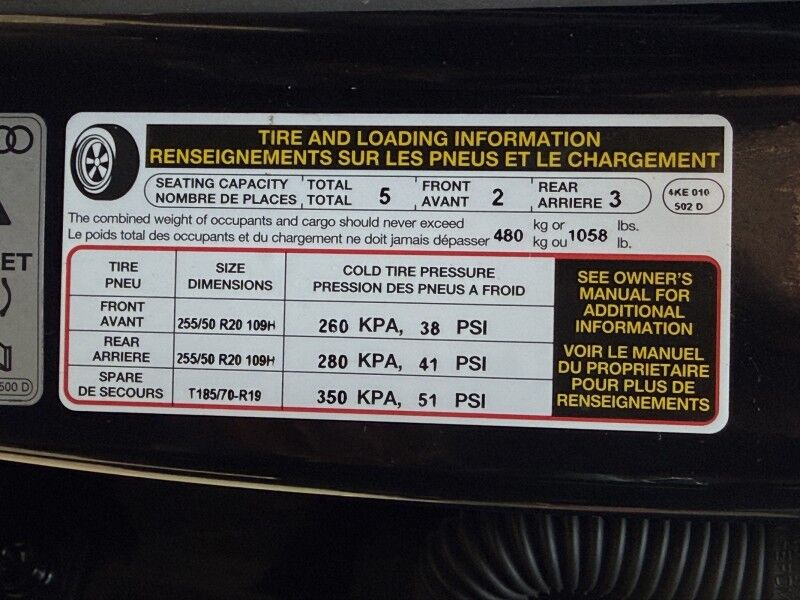 TIRE AND LOADING INFORMATION
RENSEIGNEMENTS SUR LES PNEUS ET LE CHARGEMENT
SEATING CAPACITY TOTAL 5 FRONT 2 REAR 3
NOMBRE DE PLACES TOTAL AVANT ARRIERE
4KE 010
502 D
The combined weight of occupants and cargo should never exceed 480 kg or 1058 lbs.
Le poids total des occupants et du chargement ne doit jamais dépasser kg ou lb.
TIRE SIZE COLD TIRE PRESSURE
PNEU DIMENSIONS PRESSION DES PNEUS A FROID
FRONT
AVANT 255/50 R20 109H 260 KPA, 38 PSI
REAR
ARRIERE 255/50 R20 109H 280 KPA, 41 PSI
SPARE
DE SECOURS T185/70-R19 350 KPA, 51 PSI
SEE OWNER'S
MANUAL FOR
ADDITIONAL
INFORMATION
VOIR LE MANUEL
DU PROPRIETAIRE
POUR PLUS DE
RENSEIGNEMENTS
ET
500 D